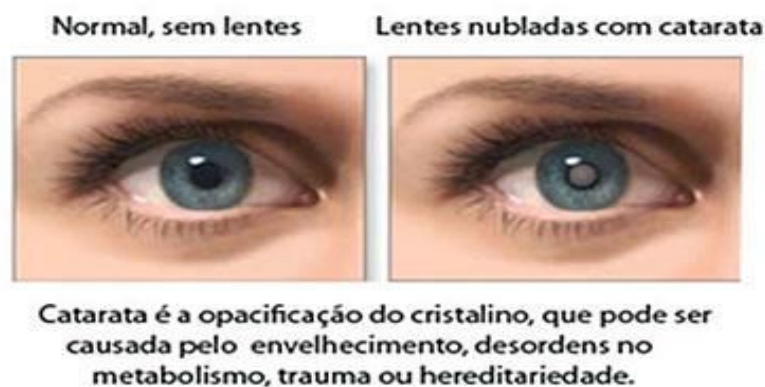 Normal, sem lentes
Lentes nubladas com catarata
Catarata é a opacificação do cristalino, que pode ser
causada pelo envelhecimento, desordens no
metabolismo, trauma ou hereditariedade.